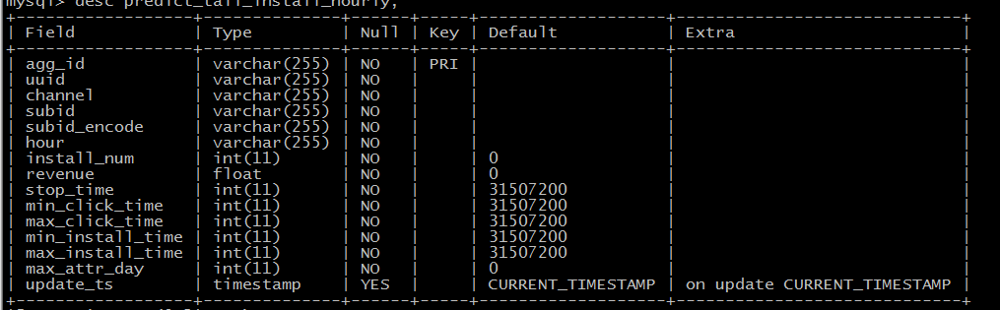 mysql> desc predict_tail_install_hourly;
+-----------------+--------------+------+-----+-------------------+-----------------------------+
| Field | Type | Null | Key | Default | Extra |
+-----------------+--------------+------+-----+-------------------+-----------------------------+
| agg_id | varchar(255) | NO | PRI | | |
| uuid | varchar(255) | NO | | | |
| channel | varchar(255) | NO | | | |
| subid | varchar(255) | NO | | | |
| subid_encode | varchar(255) | NO | | | |
| hour | varchar(255) | NO | | | |
| install_num | int(11) | NO | | 0 | |
| revenue | float | NO | | 0 | |
| stop_time | int(11) | NO | | 31507200 | |
| min_click_time | int(11) | NO | | 31507200 | |
| max_click_time | int(11) | NO | | 31507200 | |
| min_install_time | int(11) | NO | | 31507200 | |
| max_install_time | int(11) | NO | | 31507200 | |
| max_attr_day | int(11) | NO | | 0 | |
| update_ts | timestamp | YES | | CURRENT_TIMESTAMP | on update CURRENT_TIMESTAMP |
+-----------------+--------------+------+-----+-------------------+-----------------------------+